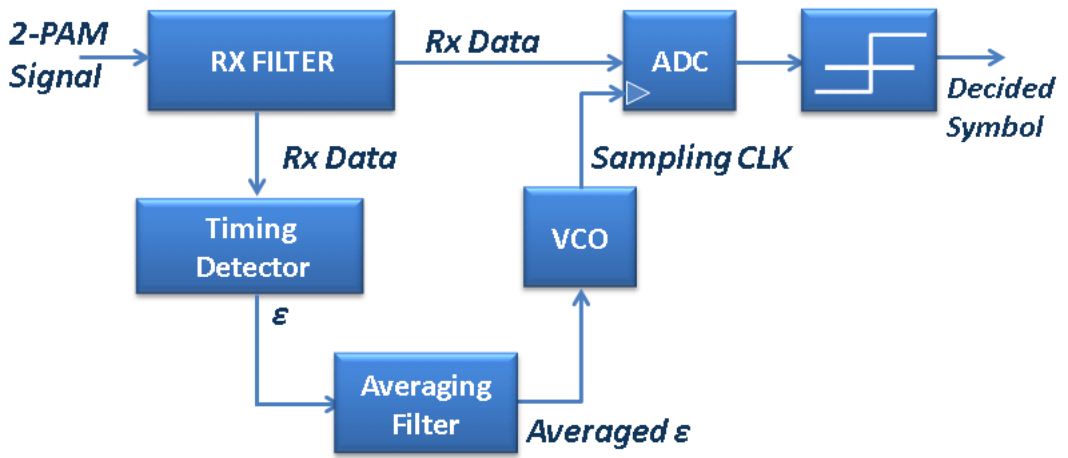 2-PAM
Signal
RX FILTER
Rx Data
ADC
Decided
Symbol
Rx Data
Sampling CLK
Timing
Detector
VCO
ε
Averaging
Filter
Averaged ε